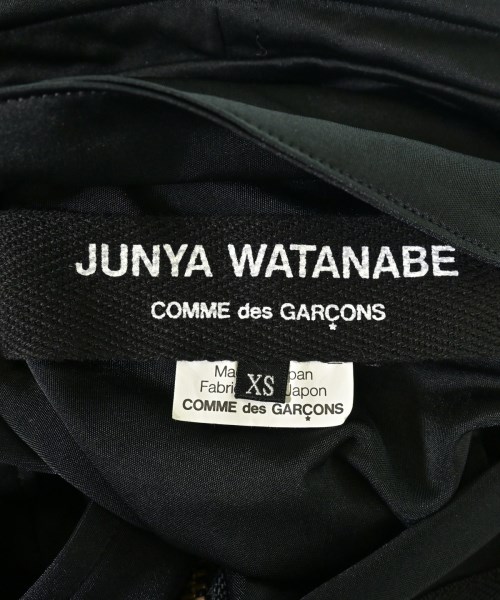 JUNYA WATANABE
COMME des GARÇONS
XS
Japon
COMME des GARÇONS